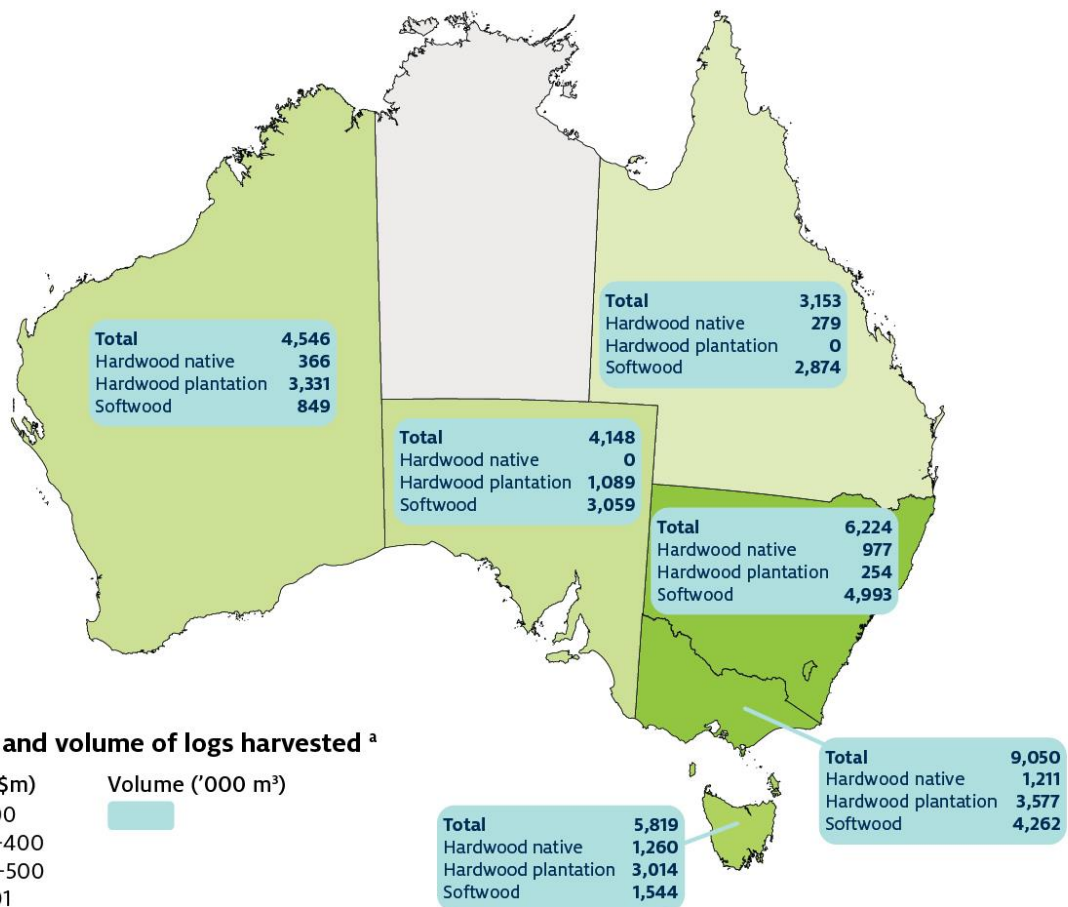 Total 3,153
Hardwood native 279
Hardwood plantation 0
Softwood 2,874
Total 4,546
Hardwood native 366
Hardwood plantation 3,331
Softwood 849
Total 4,148
Hardwood native 0
Hardwood plantation 1,089
Softwood 3,059
Total 6,224
Hardwood native 977
Hardwood plantation 254
Softwood 4,993
Total 9,050
Hardwood native 1,211
Hardwood plantation 3,577
Softwood 4,262
Total 5,819
Hardwood native 1,260
Hardwood plantation 3,014
Softwood 1,544
and volume of logs harvested a
$m) Volume ('000 m³)
-400
-500